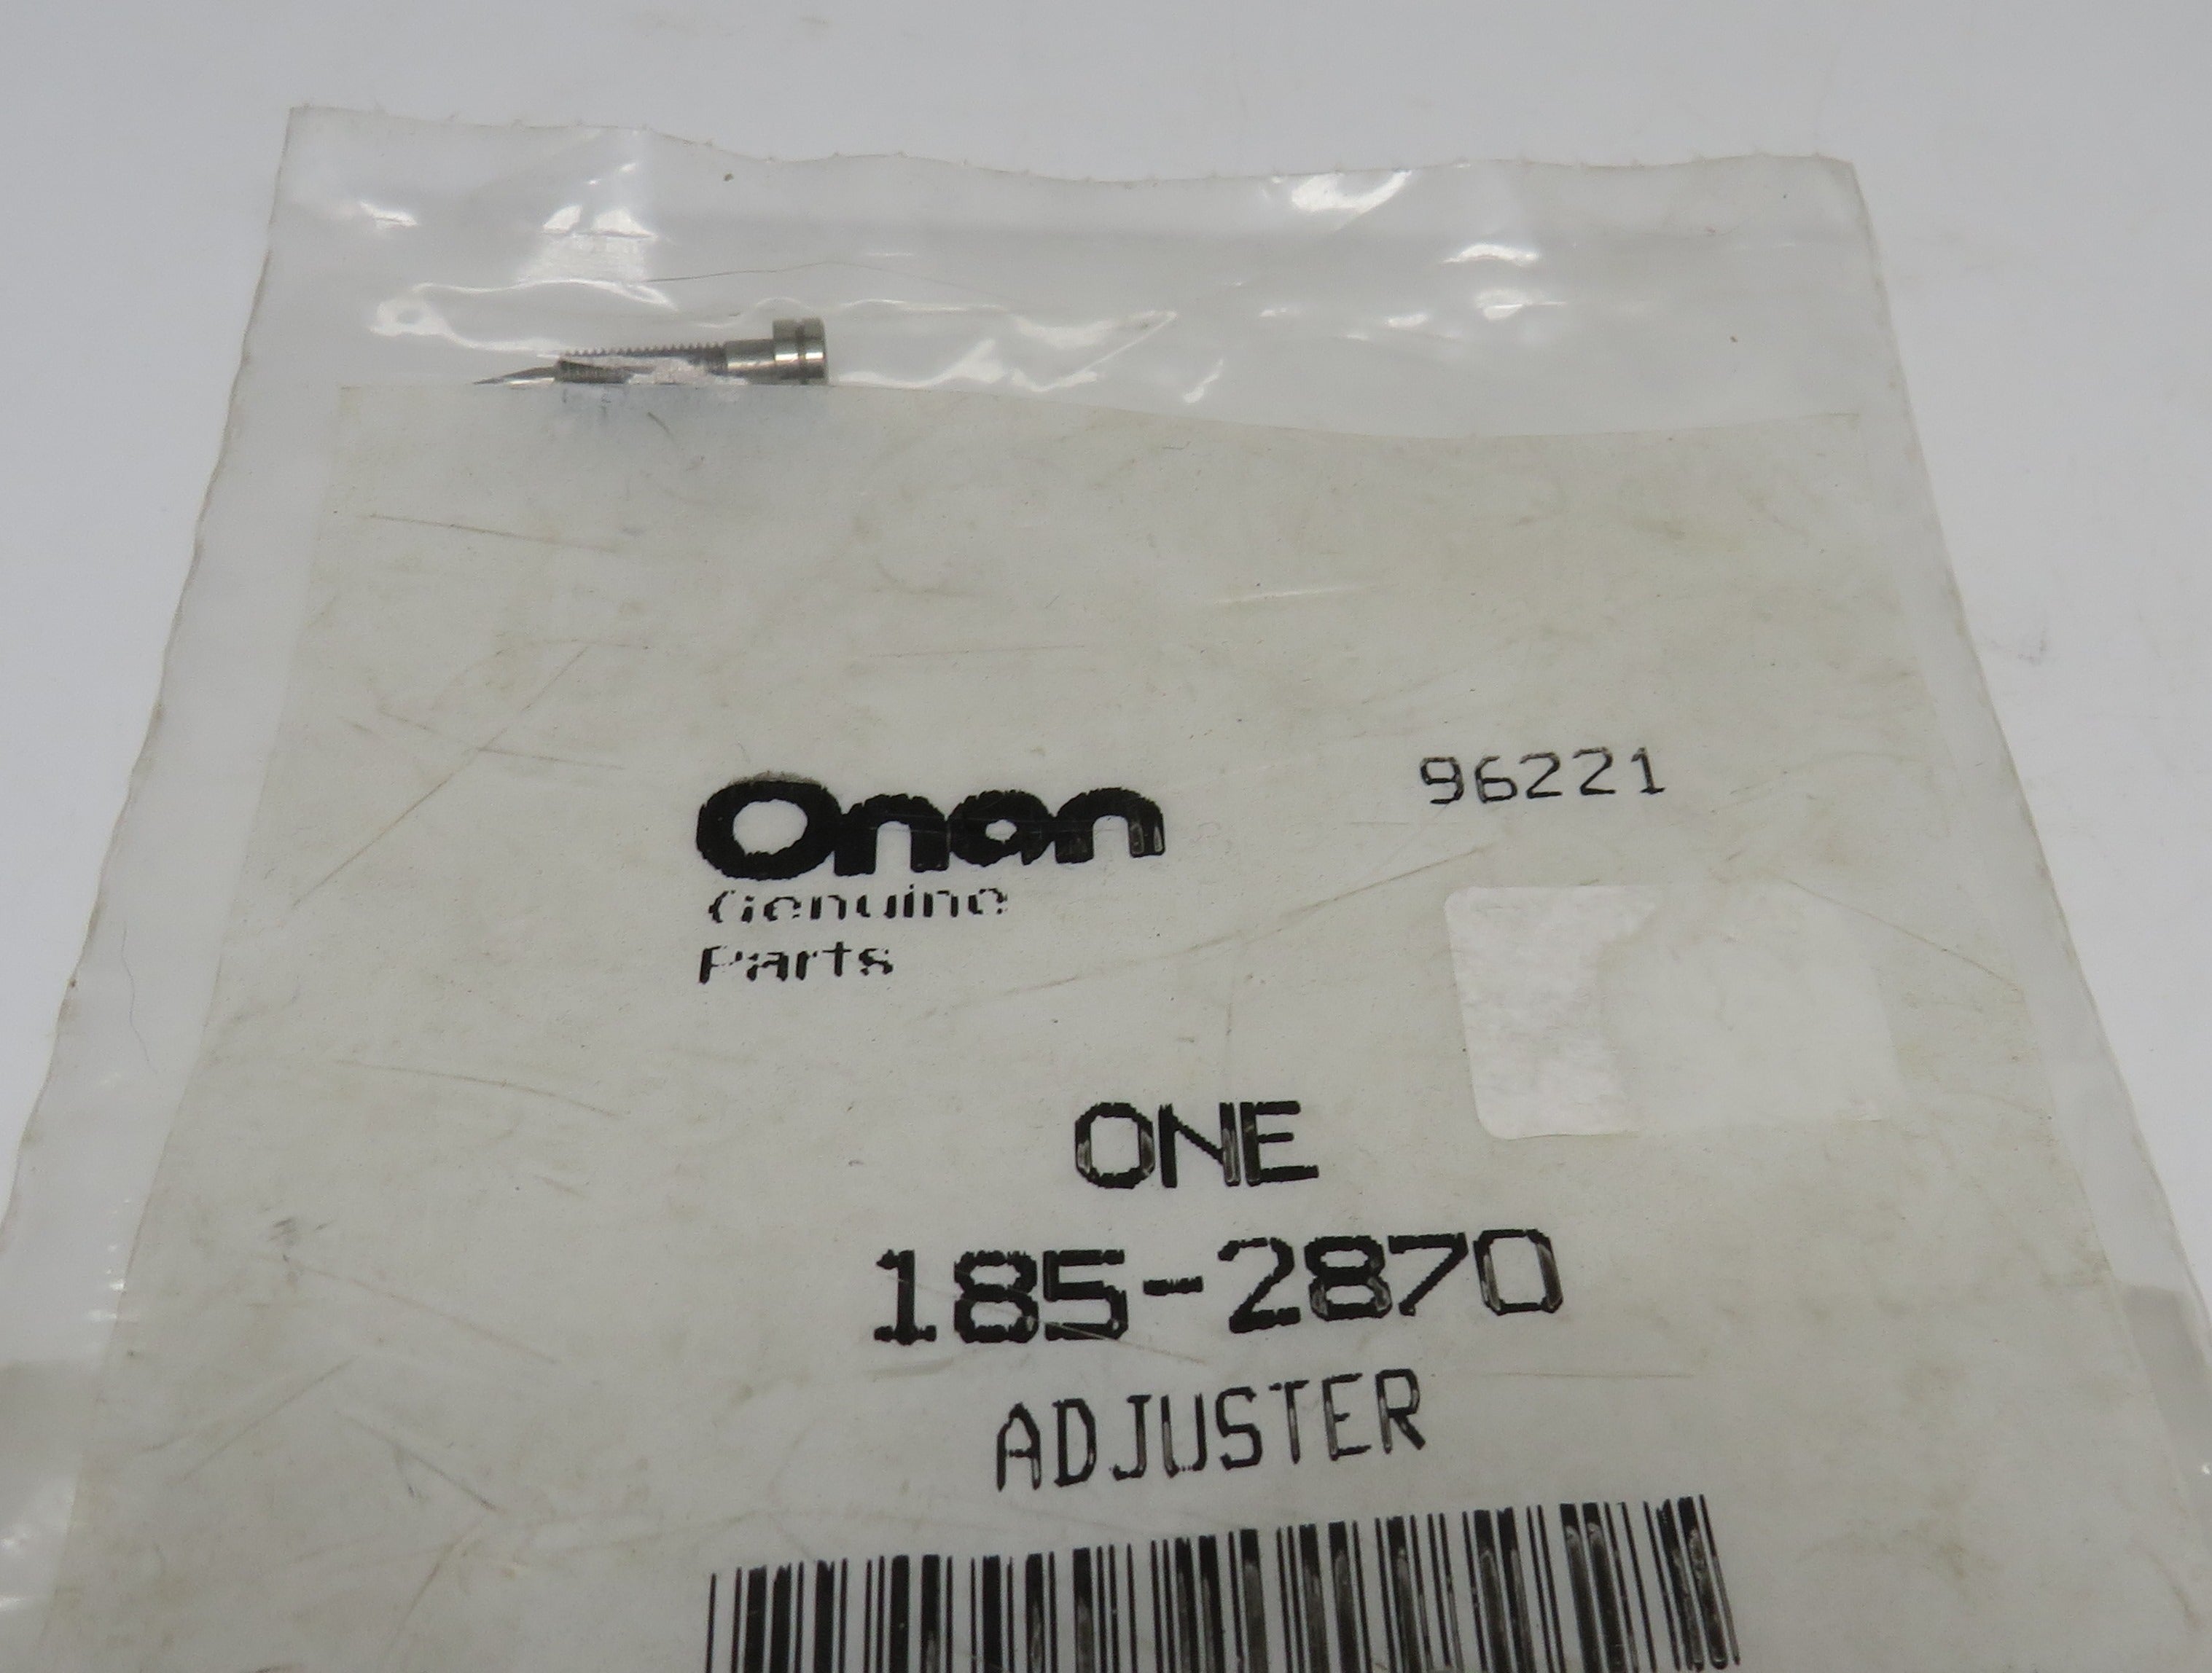 Onan
96221
Genuine
Parts
ONE
185-2870
ADJUSTER